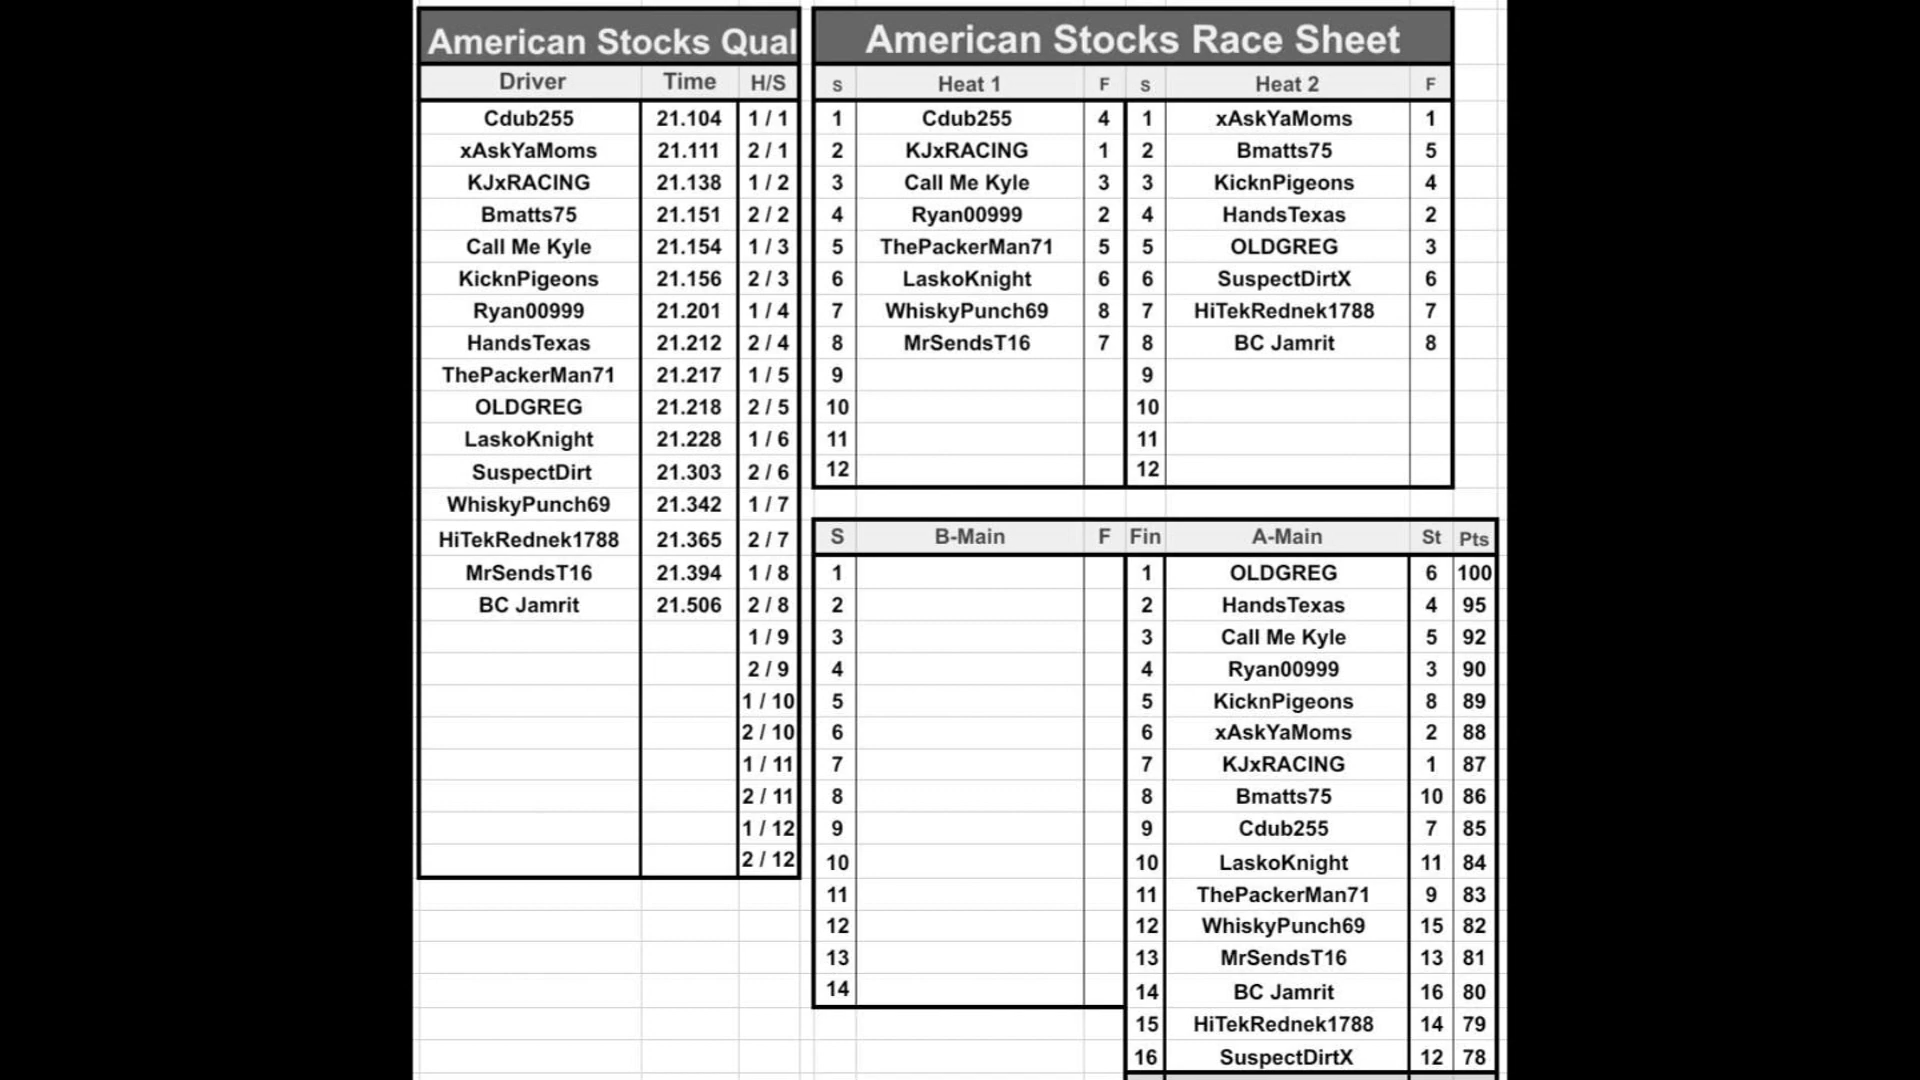 American Stocks Qual
Driver Time H/S
Cdub255 21.104 1 / 1
xAskYaMoms 21.111 2 / 1
KJxRACING 21.138 1 / 2
Bmatts75 21.151 2 / 2
Call Me Kyle 21.154 1 / 3
KicknPigeons 21.156 2 / 3
Ryan00999 21.201 1 / 4
HandsTexas 21.212 2 / 4
ThePackerMan71 21.217 1 / 5
OLDGREG 21.218 2 / 5
LaskoKnight 21.228 1 / 6
SuspectDirt 21.303 2 / 6
WhiskyPunch69 21.342 1 / 7
HiTekRednek1788 21.365 2 / 7
MrSendsT16 21.394 1 / 8
BC Jamrit 21.506 2 / 8
1 / 9
2 / 9
1 / 10
2 / 10
1 / 11
2 / 11
1 / 12
2 / 12
American Stocks Race Sheet
S Heat 1 F S Heat 2 F
1 Cdub255 4 1 xAskYaMoms 1
2 KJxRACING 1 2 Bmatts75 5
3 Call Me Kyle 3 3 KicknPigeons 4
4 Ryan00999 2 4 HandsTexas 2
5 ThePackerMan71 5 5 OLDGREG 3
6 LaskoKnight 6 6 SuspectDirtX 6
7 WhiskyPunch69 8 7 HiTekRednek1788 7
8 MrSendsT16 7 8 BC Jamrit 8
9 9
10 10
11 11
12 12
S B-Main F Fin A-Main St Pts
1 1 OLDGREG 6 100
2 2 HandsTexas 4 95
3 3 Call Me Kyle 5 92
4 4 Ryan00999 3 90
5 5 KicknPigeons 8 89
6 6 xAskYaMoms 2 88
7 7 KJxRACING 1 87
8 8 Bmatts75 10 86
9 9 Cdub255 7 85
10 10 LaskoKnight 11 84
11 11 ThePackerMan71 9 83
12 12 WhiskyPunch69 15 82
13 13 MrSendsT16 13 81
14 14 BC Jamrit 16 80
15 HiTekRednek1788 14 79
16 SuspectDirtX 12 78